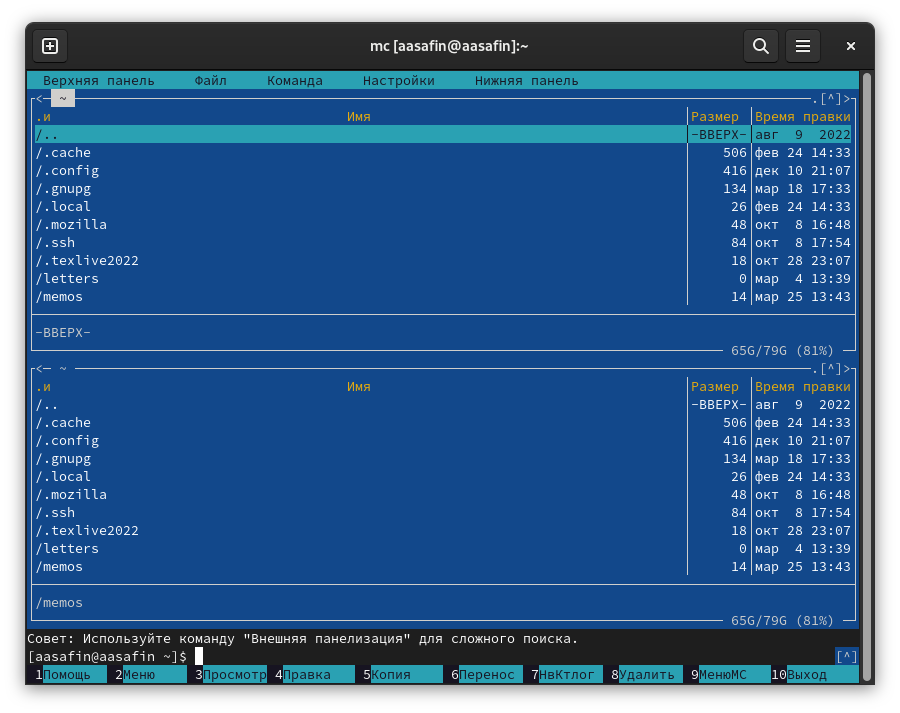 mc [aasafin@aasafin]:~
Верхняя панель Файл Команда Настройки Нижняя панель
<─ ~ .[^]>
.и Имя Размер Время правки
/.. -ВВЕРХ- авг 9 2022
/.cache 506 фев 24 14:33
/.config 416 дек 10 21:07
/.gnupg 134 мар 18 17:33
/.local 26 фев 24 14:33
/.mozilla 48 окт 8 16:48
/.ssh 84 окт 8 17:54
/.texlive2022 18 окт 28 23:07
/letters 0 мар 4 13:39
/memos 14 мар 25 13:43
-ВВЕРХ-
65G/79G (81%)
<─ ~ .[^]>
.и Имя Размер Время правки
/.. -ВВЕРХ- авг 9 2022
/.cache 506 фев 24 14:33
/.config 416 дек 10 21:07
/.gnupg 134 мар 18 17:33
/.local 26 фев 24 14:33
/.mozilla 48 окт 8 16:48
/.ssh 84 окт 8 17:54
/.texlive2022 18 окт 28 23:07
/letters 0 мар 4 13:39
/memos 14 мар 25 13:43
/memos
65G/79G (81%)
Совет: Используйте команду "Внешняя панелизация" для сложного поиска.
[aasafin@aasafin ~]$ [^]
1Помощь 2Меню 3Просмотр 4Правка 5Копия 6Перенос 7НвКтлог 8Удалить 9МенюMC 10Выход